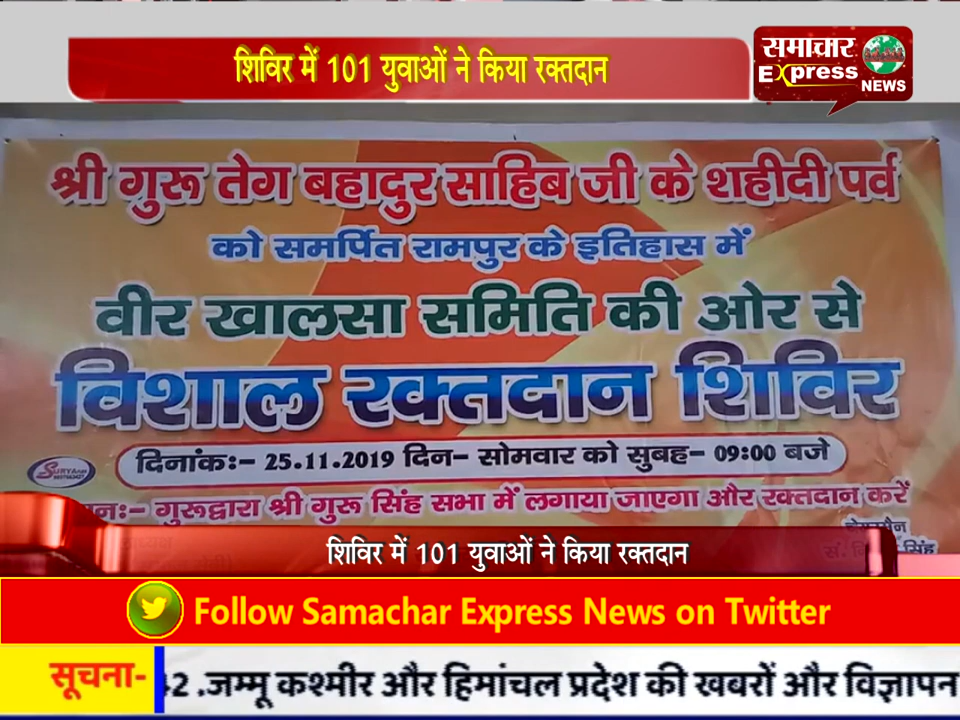 शिविर में 101 युवाओं ने किया रक्तदान
समाचार
Express
NEWS
श्री गुरू तेग बहादुर साहिब जी के शहीदी पर्व
को समर्पित रामपुर के इतिहास में
वीर खालसा समिति की ओर से
विशाल रक्तदान शिविर
दिनांक:- 25.11.2019 दिन- सोमवार को सुबह- 09:00 बजे
गुरूद्वारा श्री गुरू सिंह सभा में लगाया जाएगा और रक्तदान करें
शिविर में 101 युवाओं ने किया रक्तदान
Follow Samachar Express News on Twitter
सूचना- 42 .जम्मू कश्मीर और हिमांचल प्रदेश की खबरों और विज्ञापन